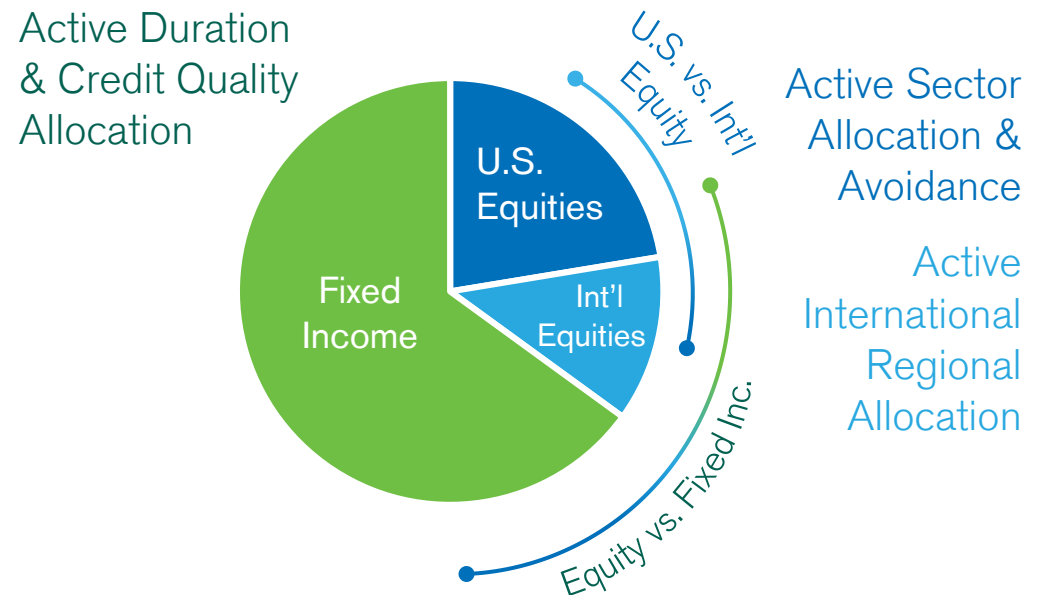 Active Duration
& Credit Quality
Allocation
U.S. vs. Int'l
Equity
Active Sector
Allocation &
Avoidance
U.S.
Equities
Active
International
Regional
Allocation
Fixed
Income
Int'l
Equities
Equity vs. Fixed Inc.